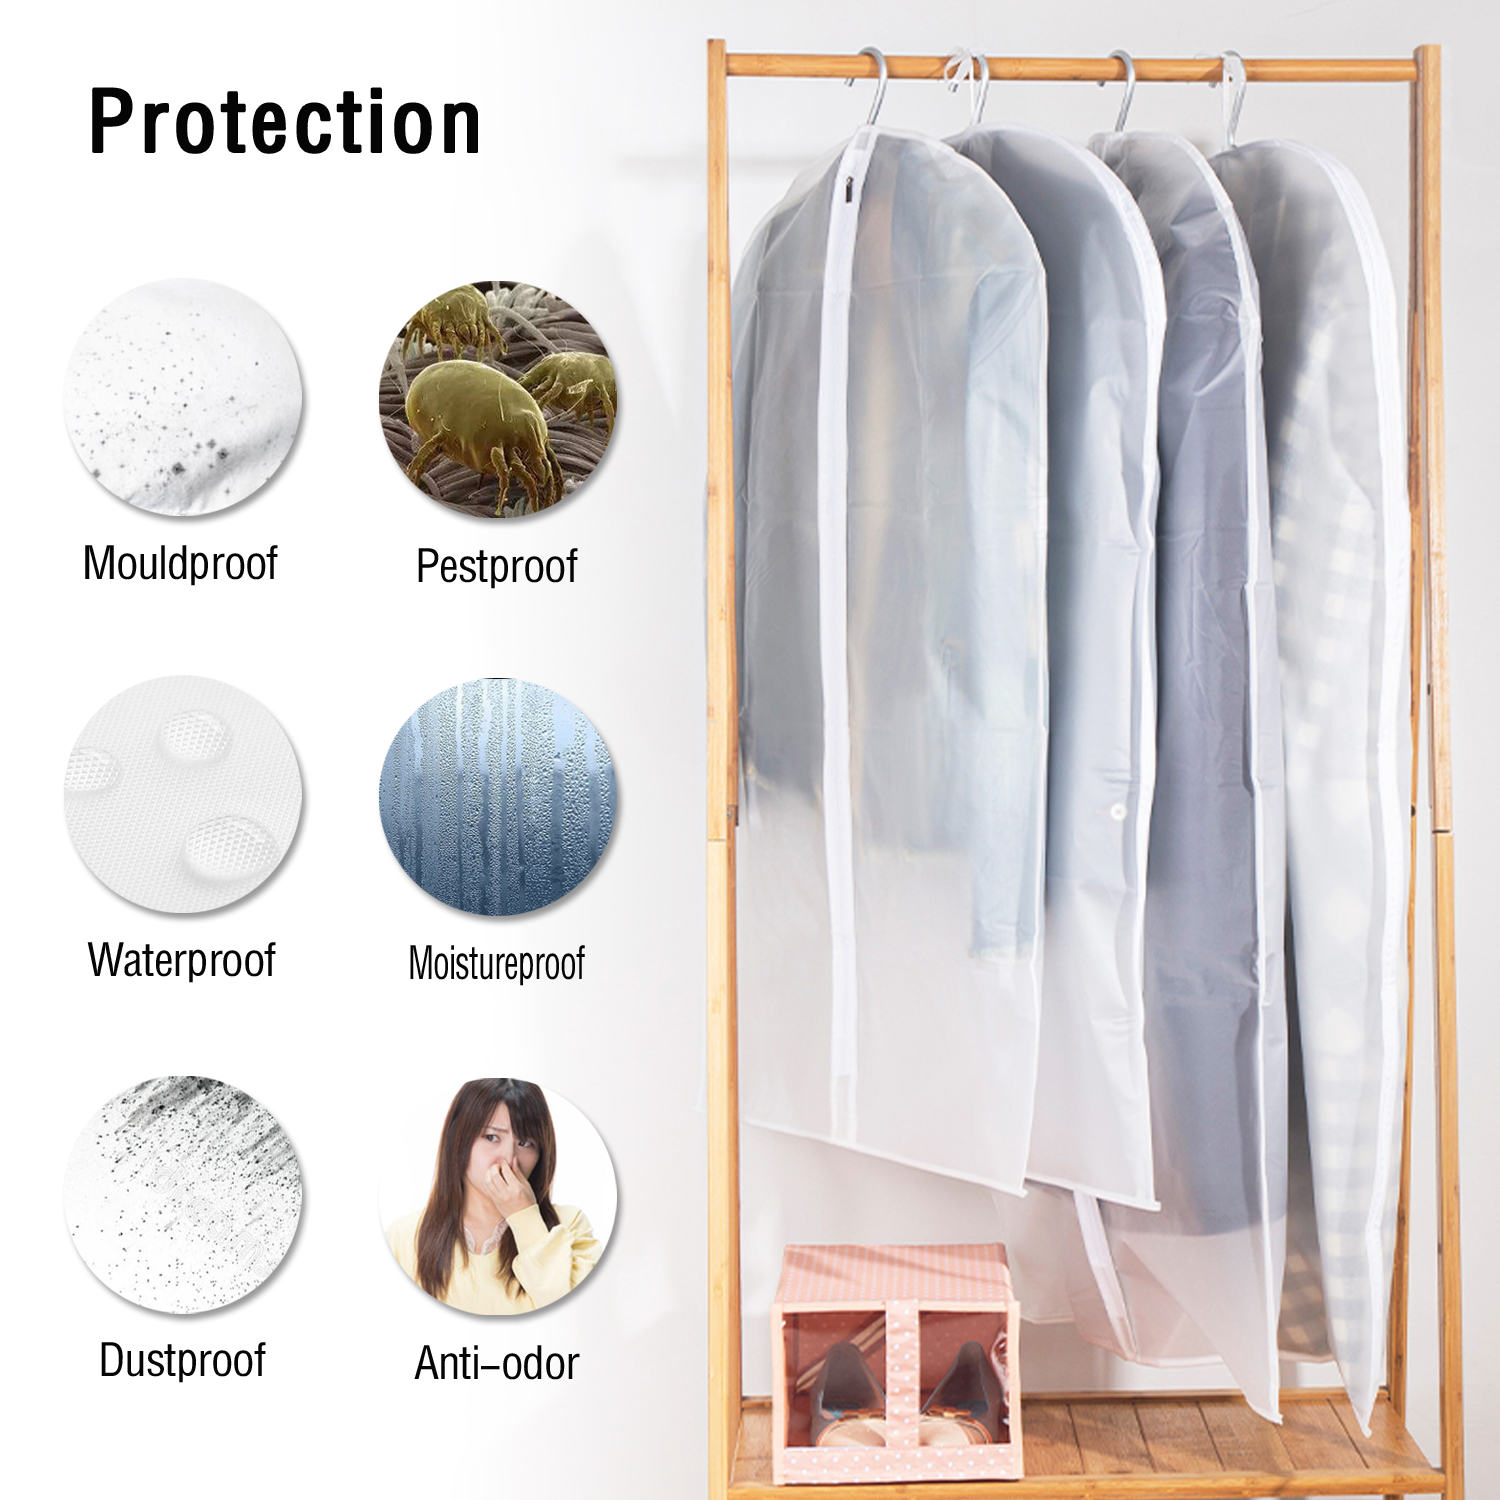 Protection
Mouldproof
Pestproof
Waterproof
Moistureproof
Dustproof
Anti-odor